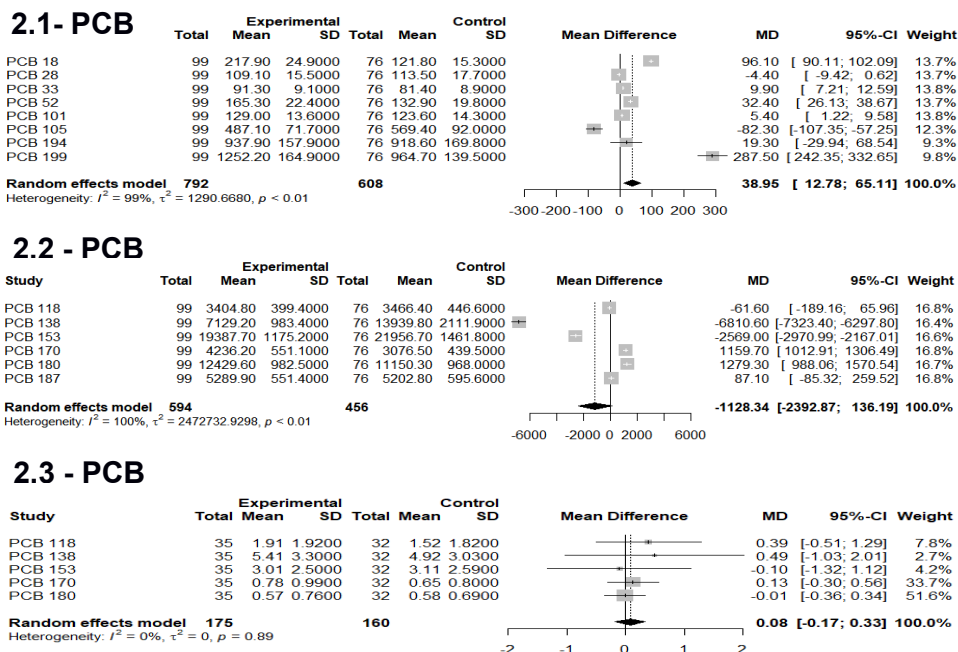 2.1- PCB
Experimental Control
Total Mean SD Total Mean SD Mean Difference MD 95%-CI Weight
PCB 18 99 217.90 24.9000 76 121.80 15.3000 96.10 [ 90.11; 102.09] 13.7%
PCB 28 99 109.10 15.5000 76 113.50 17.7000 -4.40 [ -9.42; 0.62] 13.7%
PCB 33 99 91.30 9.1000 76 81.40 8.9000 9.90 [ 7.21; 12.59] 13.8%
PCB 52 99 165.30 22.4000 76 132.90 19.8000 32.40 [ 26.13; 38.67] 13.7%
PCB 101 99 129.00 13.6000 76 123.60 14.3000 5.40 [ 1.22; 9.58] 13.7%
PCB 105 99 487.10 71.7000 76 569.40 92.0000 -82.30 [-107.35; -57.25] 12.3%
PCB 194 99 937.90 157.9000 76 918.60 169.8000 19.30 [ -29.94; 68.54] 9.3%
PCB 199 99 1252.20 164.9000 76 964.70 139.5000 287.50 [ 242.35; 332.65] 9.8%
Random effects model 792 608 38.95 [ 12.78; 65.11] 100.0%
Heterogeneity: I² = 99%, τ² = 1290.6680, p < 0.01
-300 -200 -100 0 100 200 300
2.2 - PCB
Experimental Control
Study Total Mean SD Total Mean SD Mean Difference MD 95%-CI Weight
PCB 118 99 3404.80 399.4000 76 3466.40 446.6000 -61.60 [-189.16; 65.96] 16.8%
PCB 138 99 7129.20 983.4000 76 13939.80 2111.9000 -6810.60 [-7323.40; -6297.80] 16.4%
PCB 153 99 19387.70 1175.2000 76 21956.70 1461.8000 -2569.00 [-2970.99; -2167.01] 16.6%
PCB 170 99 4236.20 551.1000 76 3076.50 439.5000 1159.70 [ 1012.91; 1306.49] 16.8%
PCB 180 99 12429.60 982.5000 76 11150.30 968.0000 1279.30 [ 988.06; 1570.54] 16.7%
PCB 187 99 5289.90 551.4000 76 5202.80 595.6000 87.10 [ -85.32; 259.52] 16.8%
Random effects model 594 456 -1128.34 [-2392.87; 136.19] 100.0%
Heterogeneity: I² = 100%, τ² = 2472732.9298, p < 0.01
-6000 -2000 0 2000 6000
2.3 - PCB
Experimental Control
Study Total Mean SD Total Mean SD Mean Difference MD 95%-CI Weight
PCB 118 35 1.91 1.9200 32 1.52 1.8200 0.39 [-0.51; 1.29] 7.8%
PCB 138 35 5.41 3.3000 32 4.92 3.0300 0.49 [-1.03; 2.01] 2.7%
PCB 153 35 3.01 2.5000 32 3.11 2.5900 -0.10 [-1.32; 1.12] 4.2%
PCB 170 35 0.78 0.9900 32 0.65 0.8000 0.13 [-0.30; 0.56] 33.7%
PCB 180 35 0.57 0.7600 32 0.58 0.6900 -0.01 [-0.36; 0.34] 51.6%
Random effects model 175 160 0.08 [-0.17; 0.33] 100.0%
Heterogeneity: I² = 0%, τ² = 0, p = 0.89
-2 -1 0 1 2